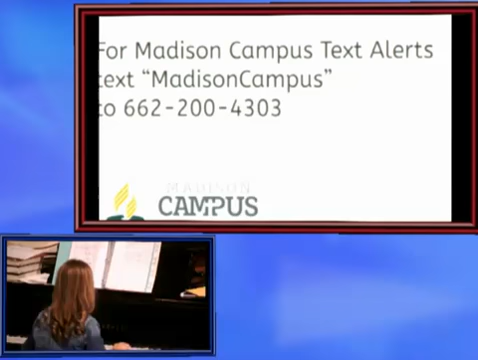 For Madison Campus Text Alerts
text “MadisonCampus”
to 662-200-4303
MADISON
CAMPUS